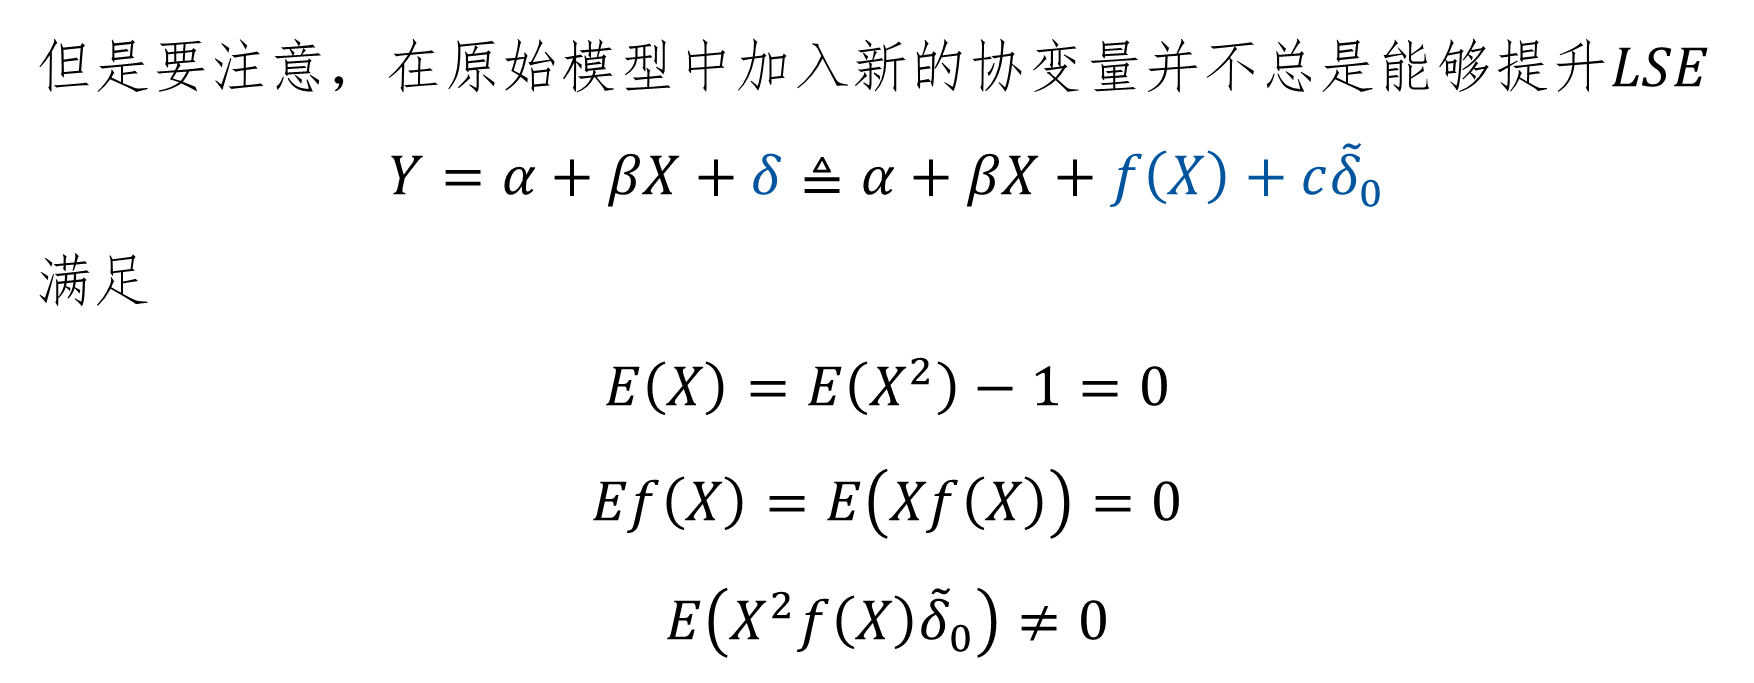 但是要注意，在原始模型中加入新的协变量并不总是能够提升LSE
Y = α + βX + δ ≜ α + βX + f(X) + cδ̃₀
满足
E(X) = E(X²) − 1 = 0
Ef(X) = E(Xf(X)) = 0
E(X²f(X)δ̃₀) ≠ 0